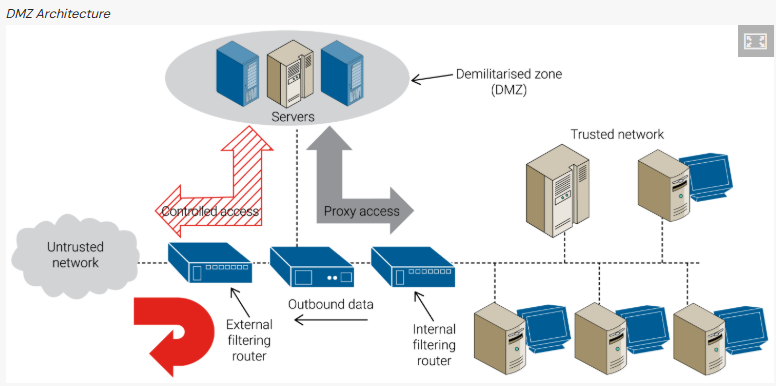 DMZ Architecture
Demilitarised zone
(DMZ)
Servers
Trusted network
Controlled access
Proxy access
Untrusted
network
Outbound data
External
filtering
router
Internal
filtering
router